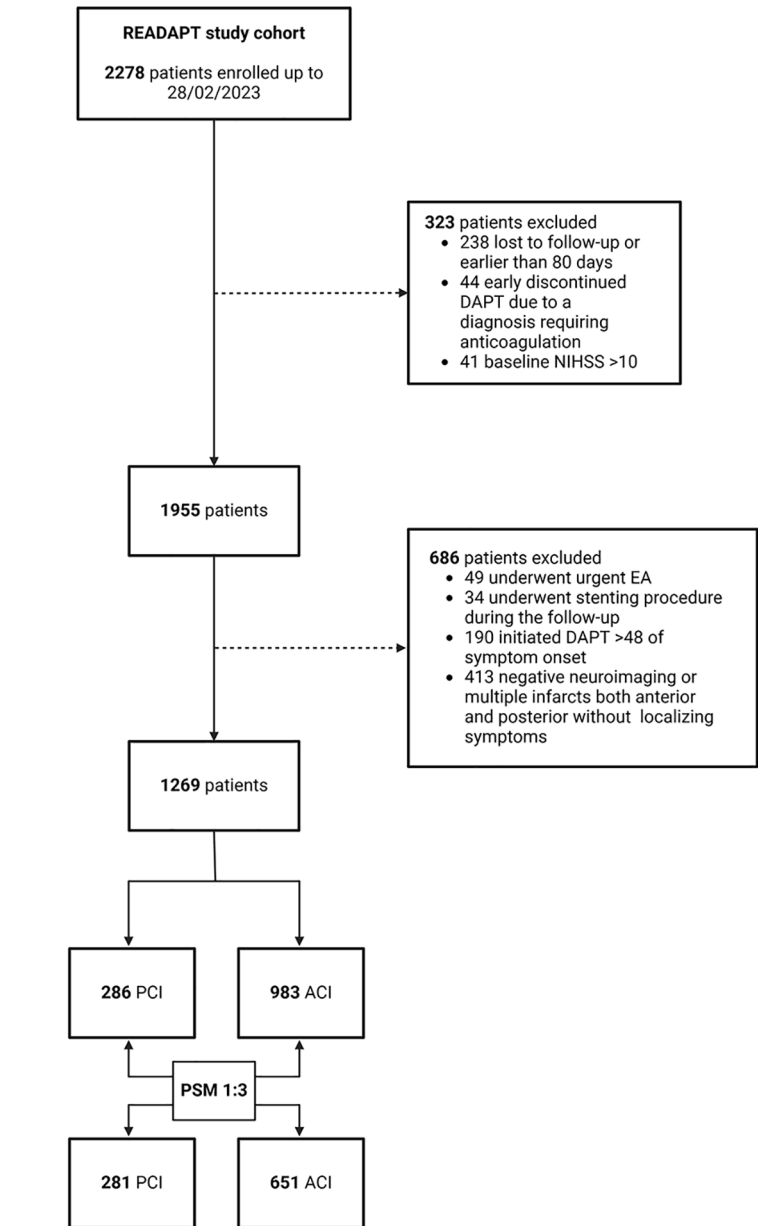 READAPT study cohort
2278 patients enrolled up to
28/02/2023
323 patients excluded
• 238 lost to follow-up or
earlier than 80 days
• 44 early discontinued
DAPT due to a
diagnosis requiring
anticoagulation
• 41 baseline NIHSS >10
1955 patients
686 patients excluded
• 49 underwent urgent EA
• 34 underwent stenting procedure
during the follow-up
• 190 initiated DAPT >48 of
symptom onset
• 413 negative neuroimaging or
multiple infarcts both anterior
and posterior without localizing
symptoms
1269 patients
286 PCI
983 ACI
PSM 1:3
281 PCI
651 ACI